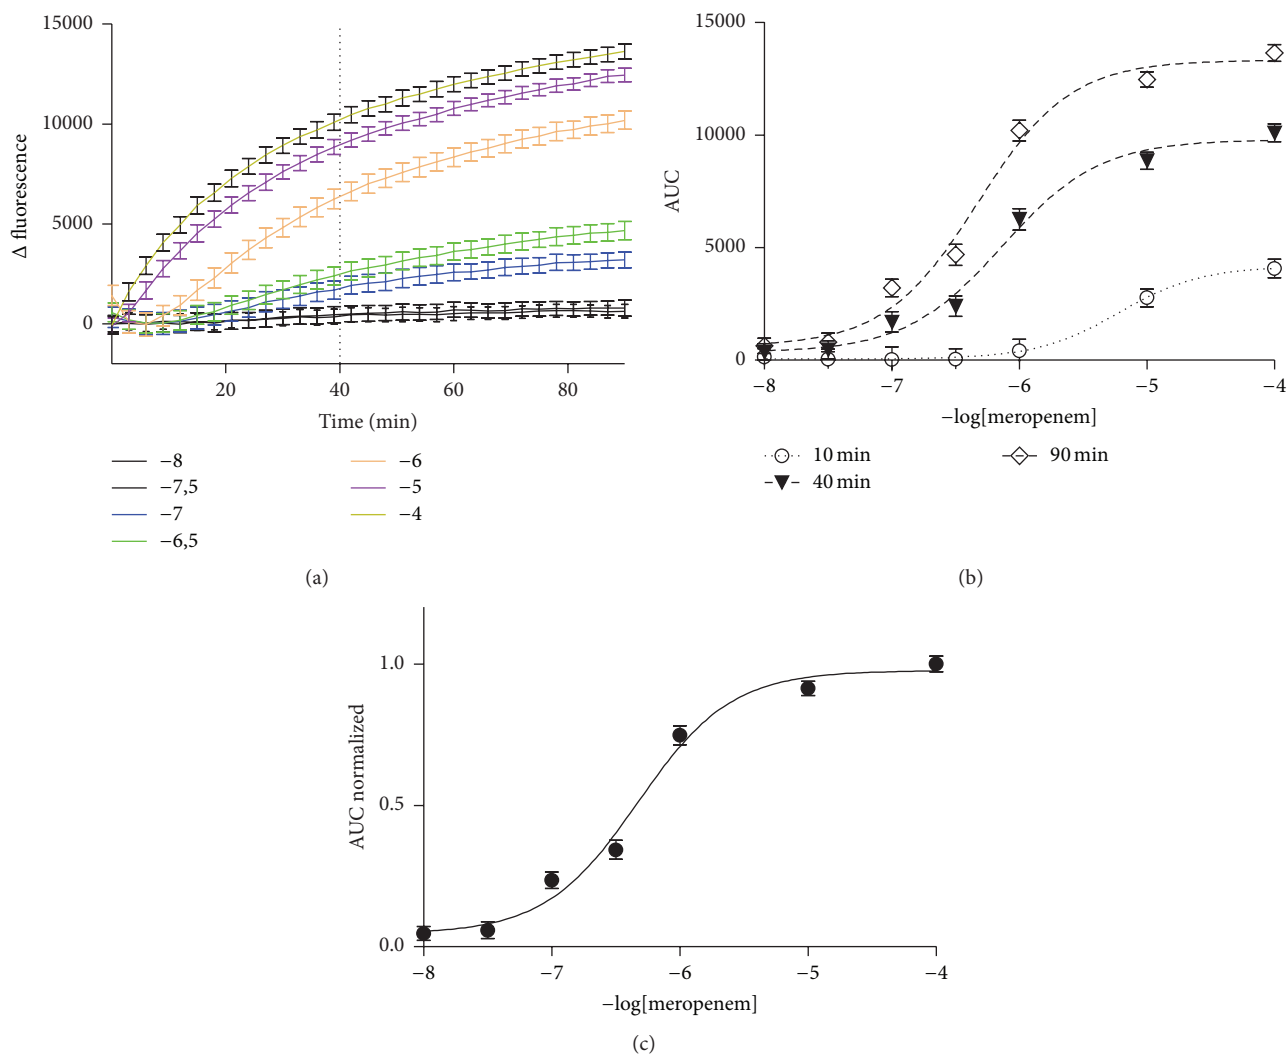 15000
10000
5000
0
Δ fluorescence
20 40 60 80
Time (min)
−8
−7,5
−7
−6,5
−6
−5
−4
(a)
15000
10000
5000
0
AUC
−8 −7 −6 −5 −4
−log[meropenem]
10 min
40 min
90 min
(b)
1.0
0.5
0.0
AUC normalized
−8 −7 −6 −5 −4
−log[meropenem]
(c)